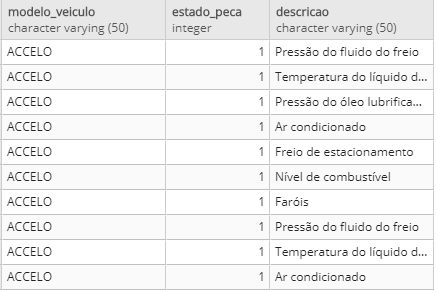 modelo_veiculo estado_peca descricao
character varying (50) integer character varying (50)
ACCELO 1 Pressão do fluido do freio
ACCELO 1 Temperatura do líquido d...
ACCELO 1 Pressão do óleo lubrifica...
ACCELO 1 Ar condicionado
ACCELO 1 Freio de estacionamento
ACCELO 1 Nível de combustível
ACCELO 1 Faróis
ACCELO 1 Pressão do fluido do freio
ACCELO 1 Temperatura do líquido d...
ACCELO 1 Ar condicionado